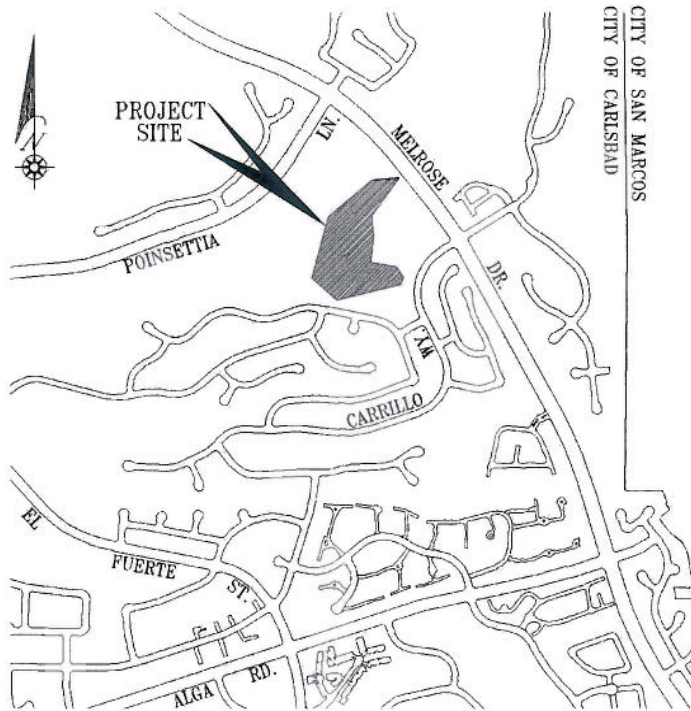 CITY OF SAN MARCOS
CITY OF CARLSBAD
PROJECT
SITE
N
LN.
MELROSE
POINSETTIA
DR.
WY.
CARRILLO
EL
FUERTE
ST.
ALGA
RD.